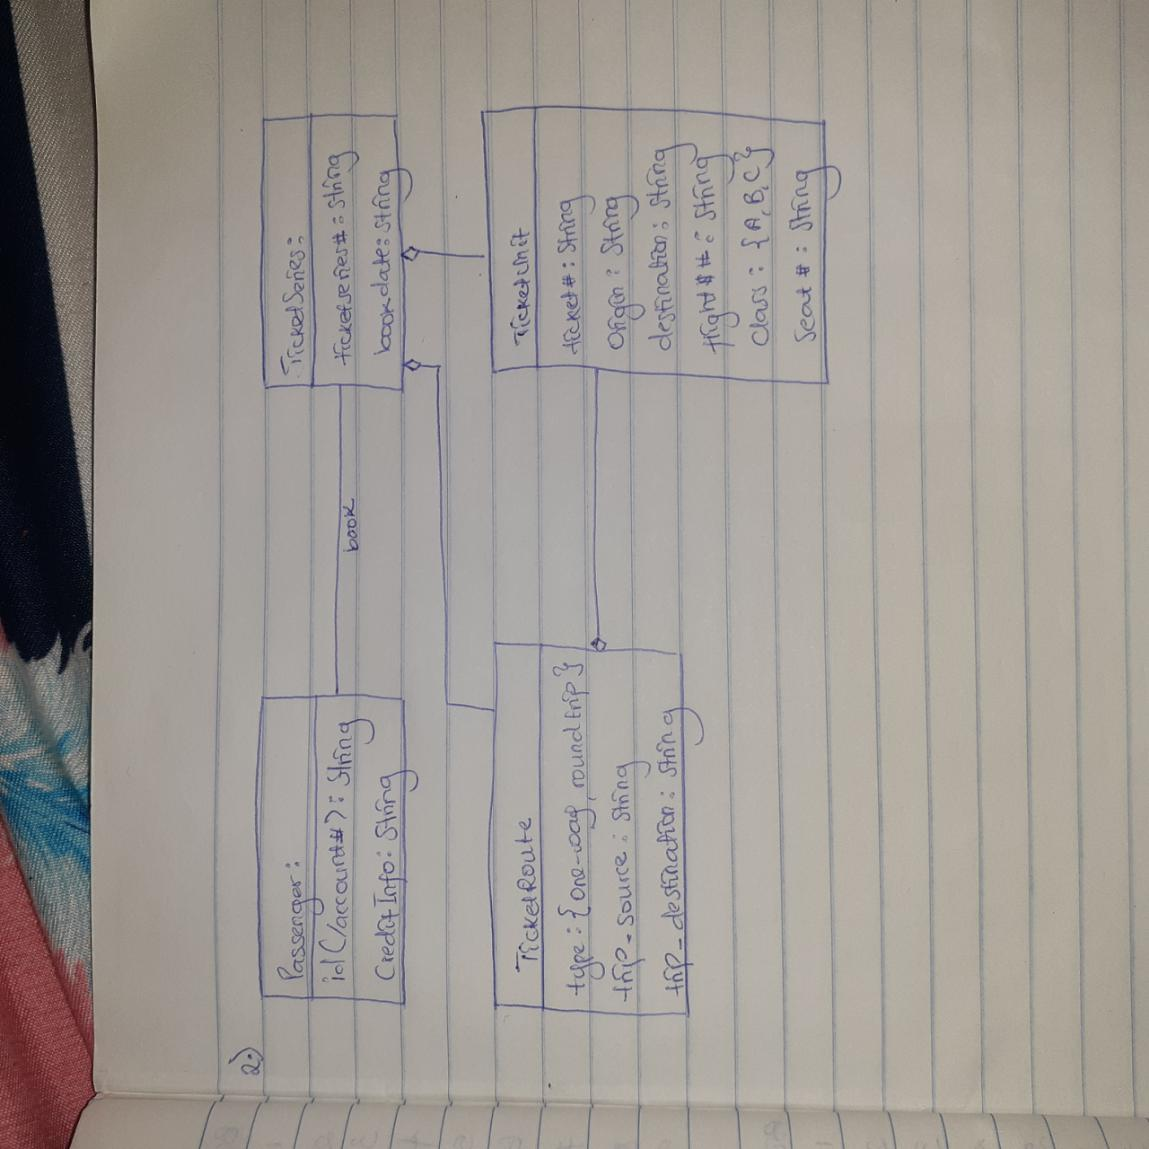 2.)
Passenger:
id(/account#): String
Credit Info: String
book
TicketSeries:
ticketseries#: String
bookdate: String
TicketRoute
type: {one-way, roundtrip}
trip_source: String
trip_destination: String
TicketUnit
ticket#: String
Origin: String
destination: String
flight#: String
Class: {A, B, C}
Seat #: String